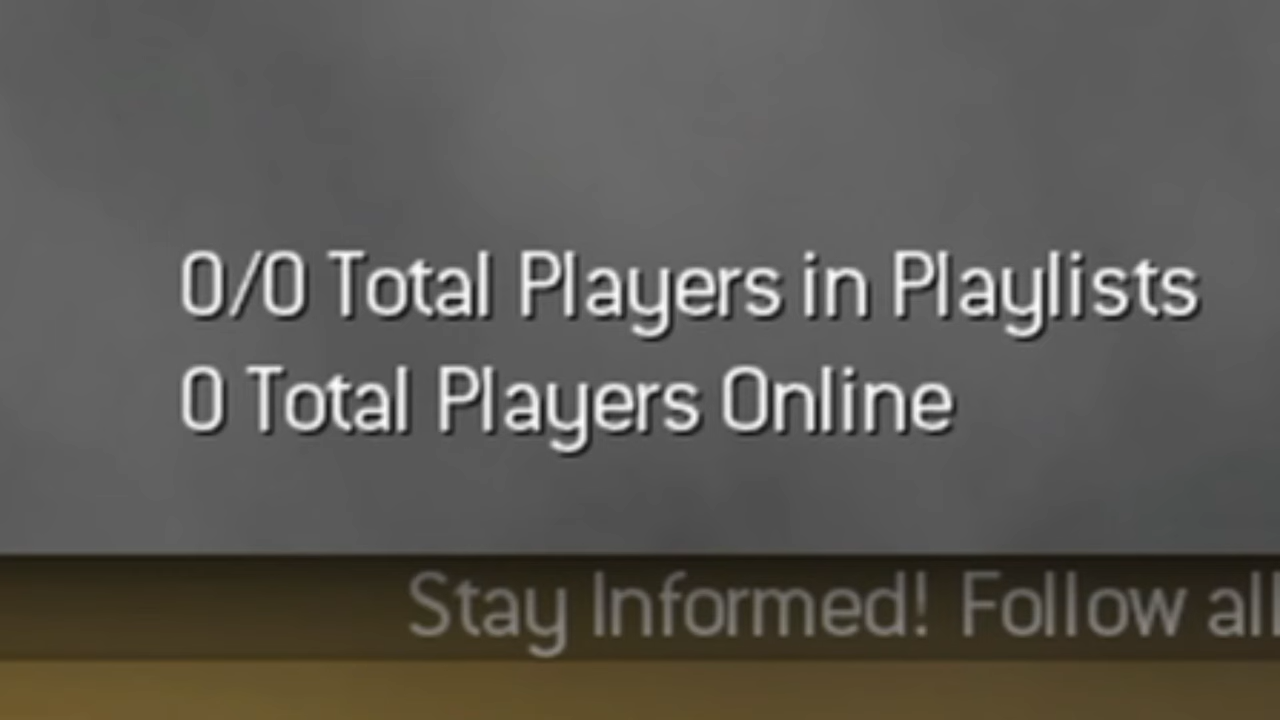 0/0 Total Players in Playlists
0 Total Players Online
Stay Informed! Follow all